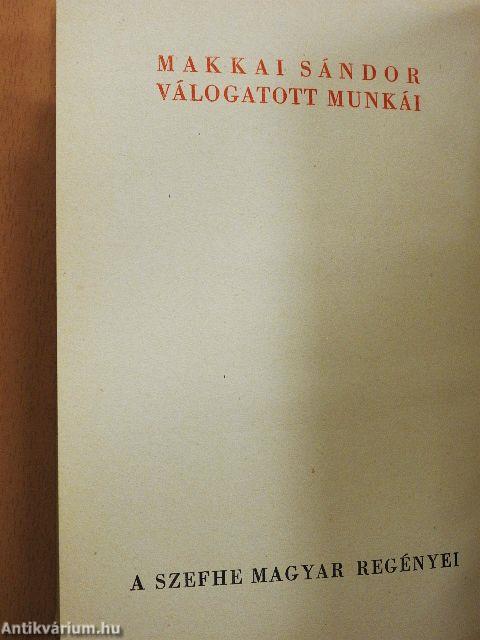 MAKKAI SÁNDOR
VÁLOGATOTT MUNKÁI
A SZEFHE MAGYAR REGÉNYEI
Antikvárium.hu